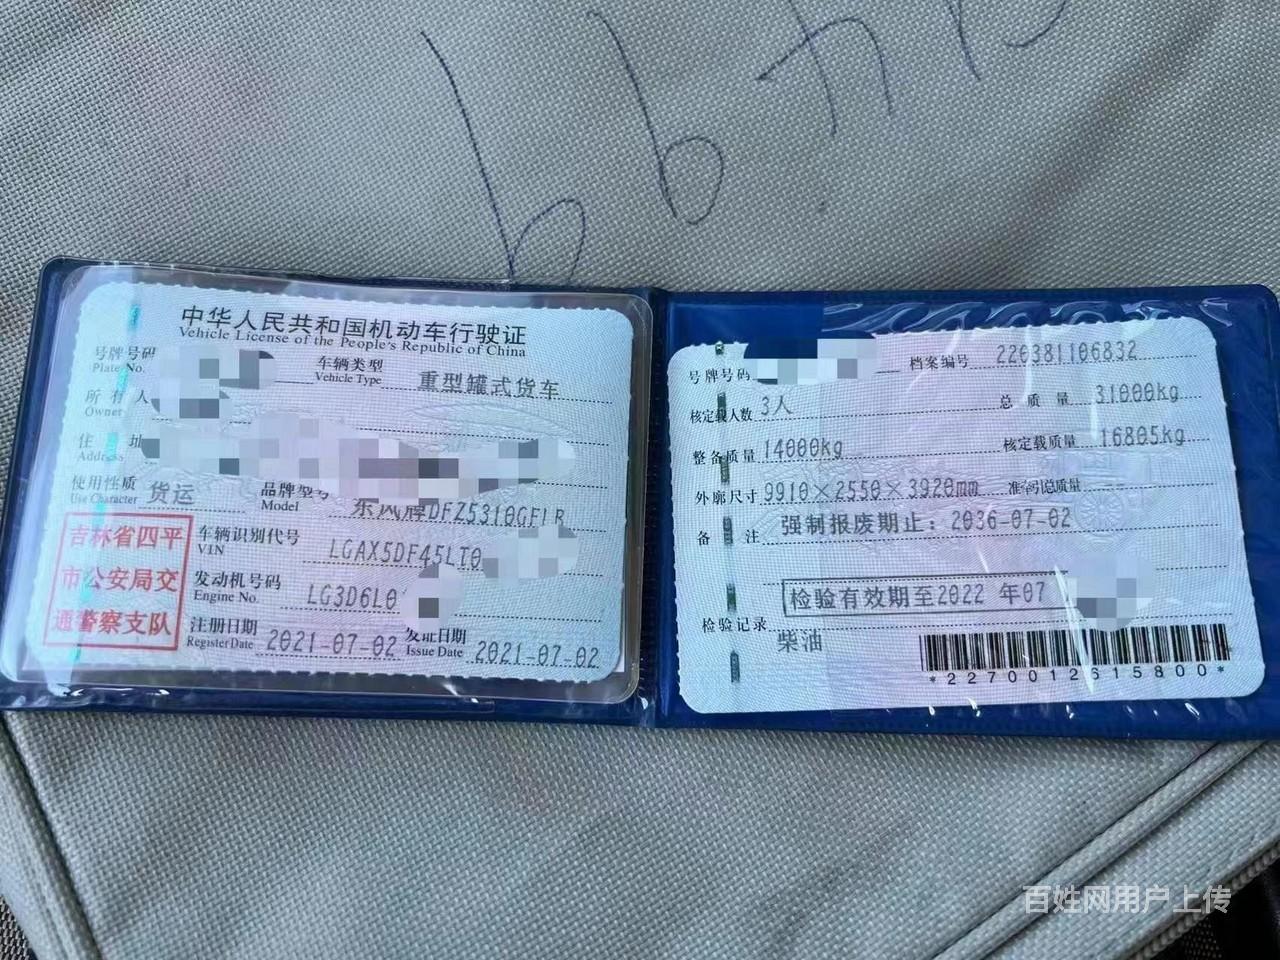 中华人民共和国机动车行驶证
Vehicle License of the People's Republic of China
号牌号码
Plate No.
车辆类型 重型罐式货车
Vehicle Type
所有人
Owner
住址
Address
使用性质 货运
Use Character
品牌型号 东风牌DFZ5310GFLR
Model
吉林省四平
市公安局交
通警察支队
车辆识别代号 LGAX5DF45LT0
VIN
发动机号码 LG3D6L0
Engine No.
注册日期 2021-07-02
Register Date
发证日期 2021-07-02
Issue Date
号牌号码
档案编号 220381106832
核定载人数 3人
总质量 31000kg
整备质量 14000kg
核定载质量 16805kg
外廓尺寸 9910×2550×3920mm
准牵引总质量
备注 强制报废期止：2036-07-02
检验有效期至2022 年07
检验记录
柴油
*2270012615800*
百姓网用户上传